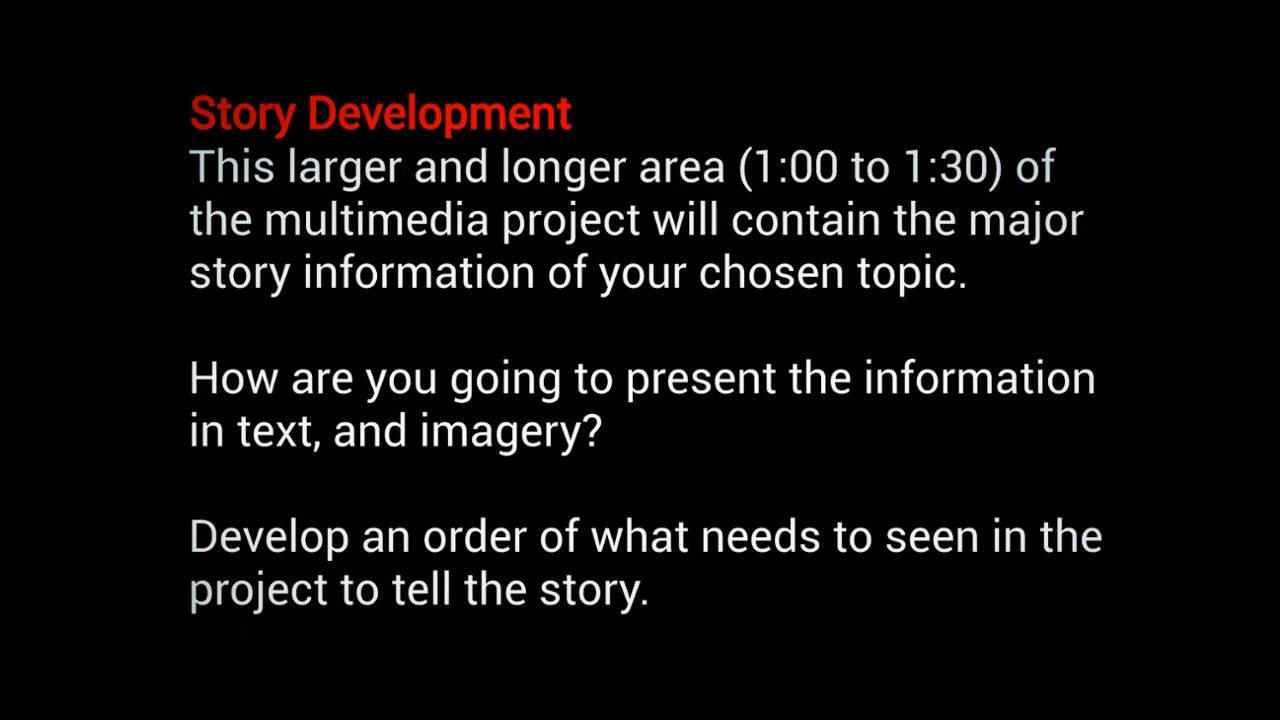 Story Development
This larger and longer area (1:00 to 1:30) of
the multimedia project will contain the major
story information of your chosen topic.
How are you going to present the information
in text, and imagery?
Develop an order of what needs to seen in the
project to tell the story.